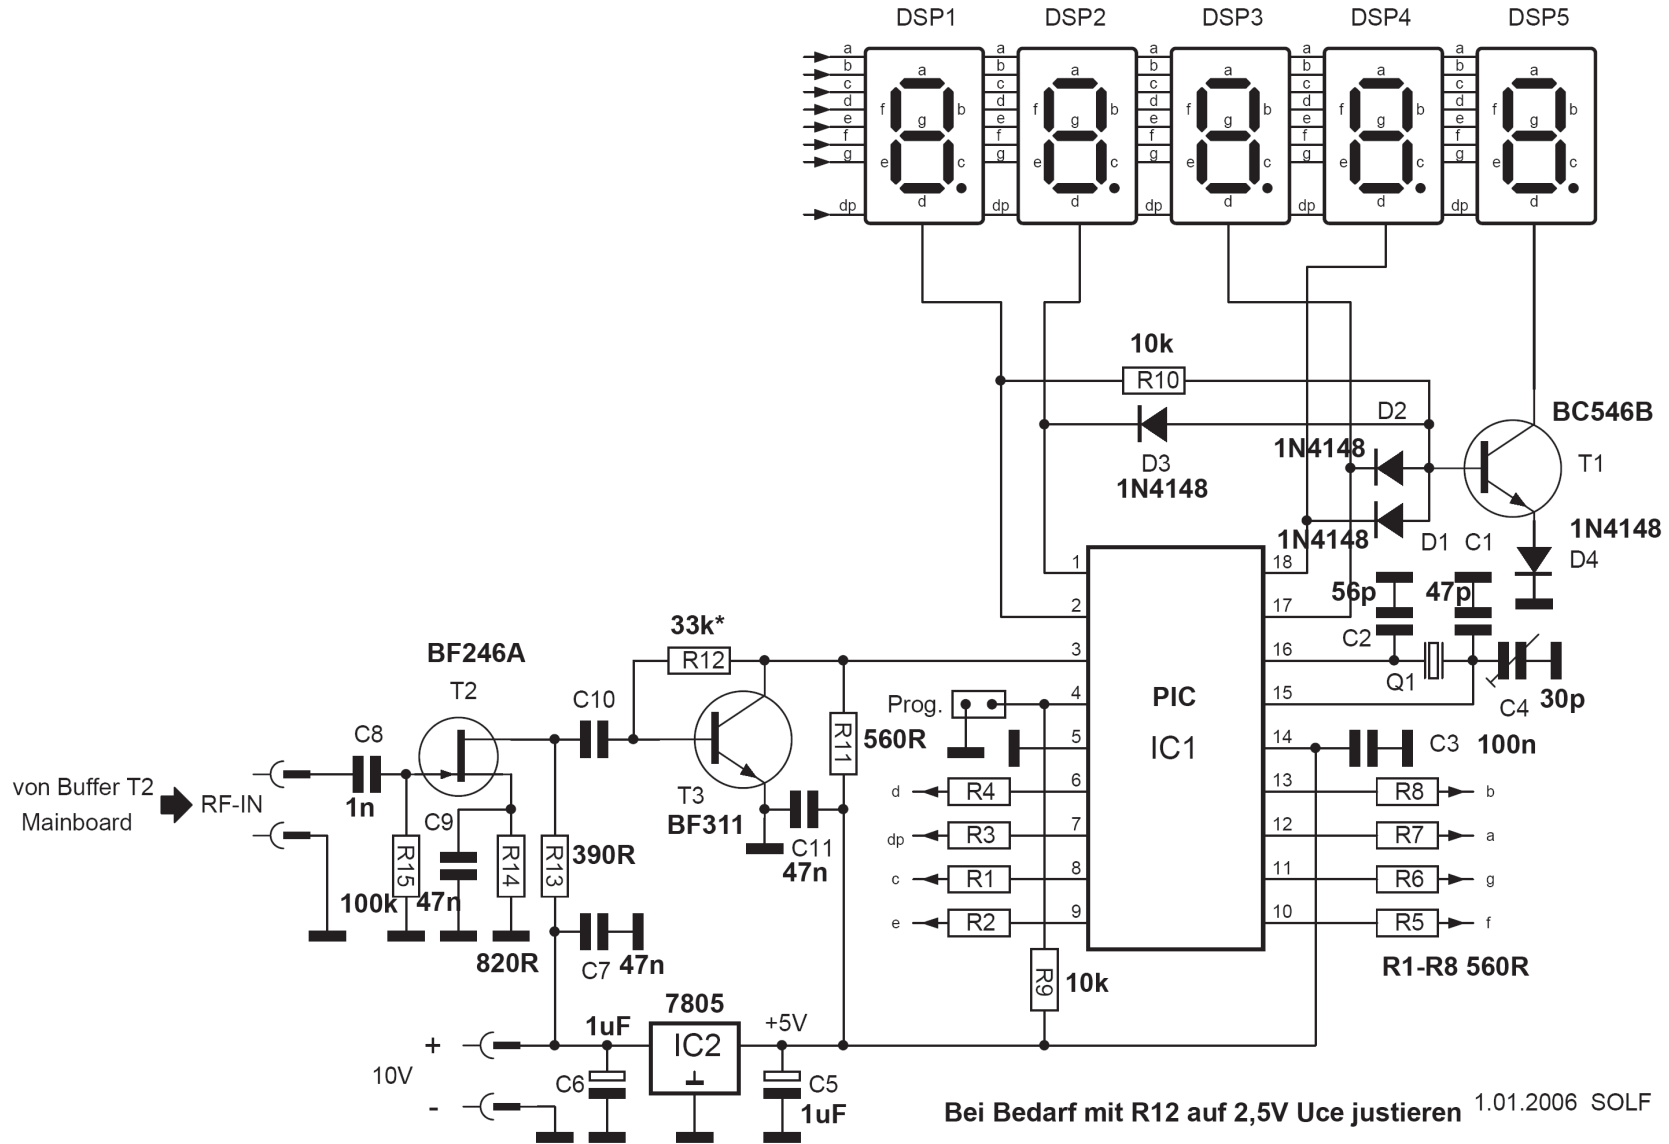 DSP1 DSP2 DSP3 DSP4 DSP5
a a a a a
b b b b b
c c c c c
d d d d d
e e e e e
f f f f f
g g g g g
dp dp dp dp dp
a a a a a
f b f b f b f b f b
g g g g g
e c e c e c e c e c
d d d d d
10k
R10
D2
BC546B
1N4148
D3
1N4148
T1
1N4148
D1 C1
1N4148
D4
1 18
56p 47p
2 17
33k*
C2
BF246A
R12
3 16
Q1
T2
C10
Prog.
4 PIC 15
C4 30p
C8
R11 560R
5 IC1 14
C3 100n
von Buffer T2
Mainboard
RF-IN
1n
T3
BF311
d R4 6 13 R8 b
C9
dp R3 7 12 R7 a
R15 R14 R13 390R
C11
47n
c R1 8 11 R6 g
100k 47n
e R2 9 10 R5 f
820R
C7 47n
R1-R8 560R
R9 10k
7805
1uF
+5V
+
IC2
10V
C6
C5
-
1uF
Bei Bedarf mit R12 auf 2,5V Uce justieren
1.01.2006 SOLF